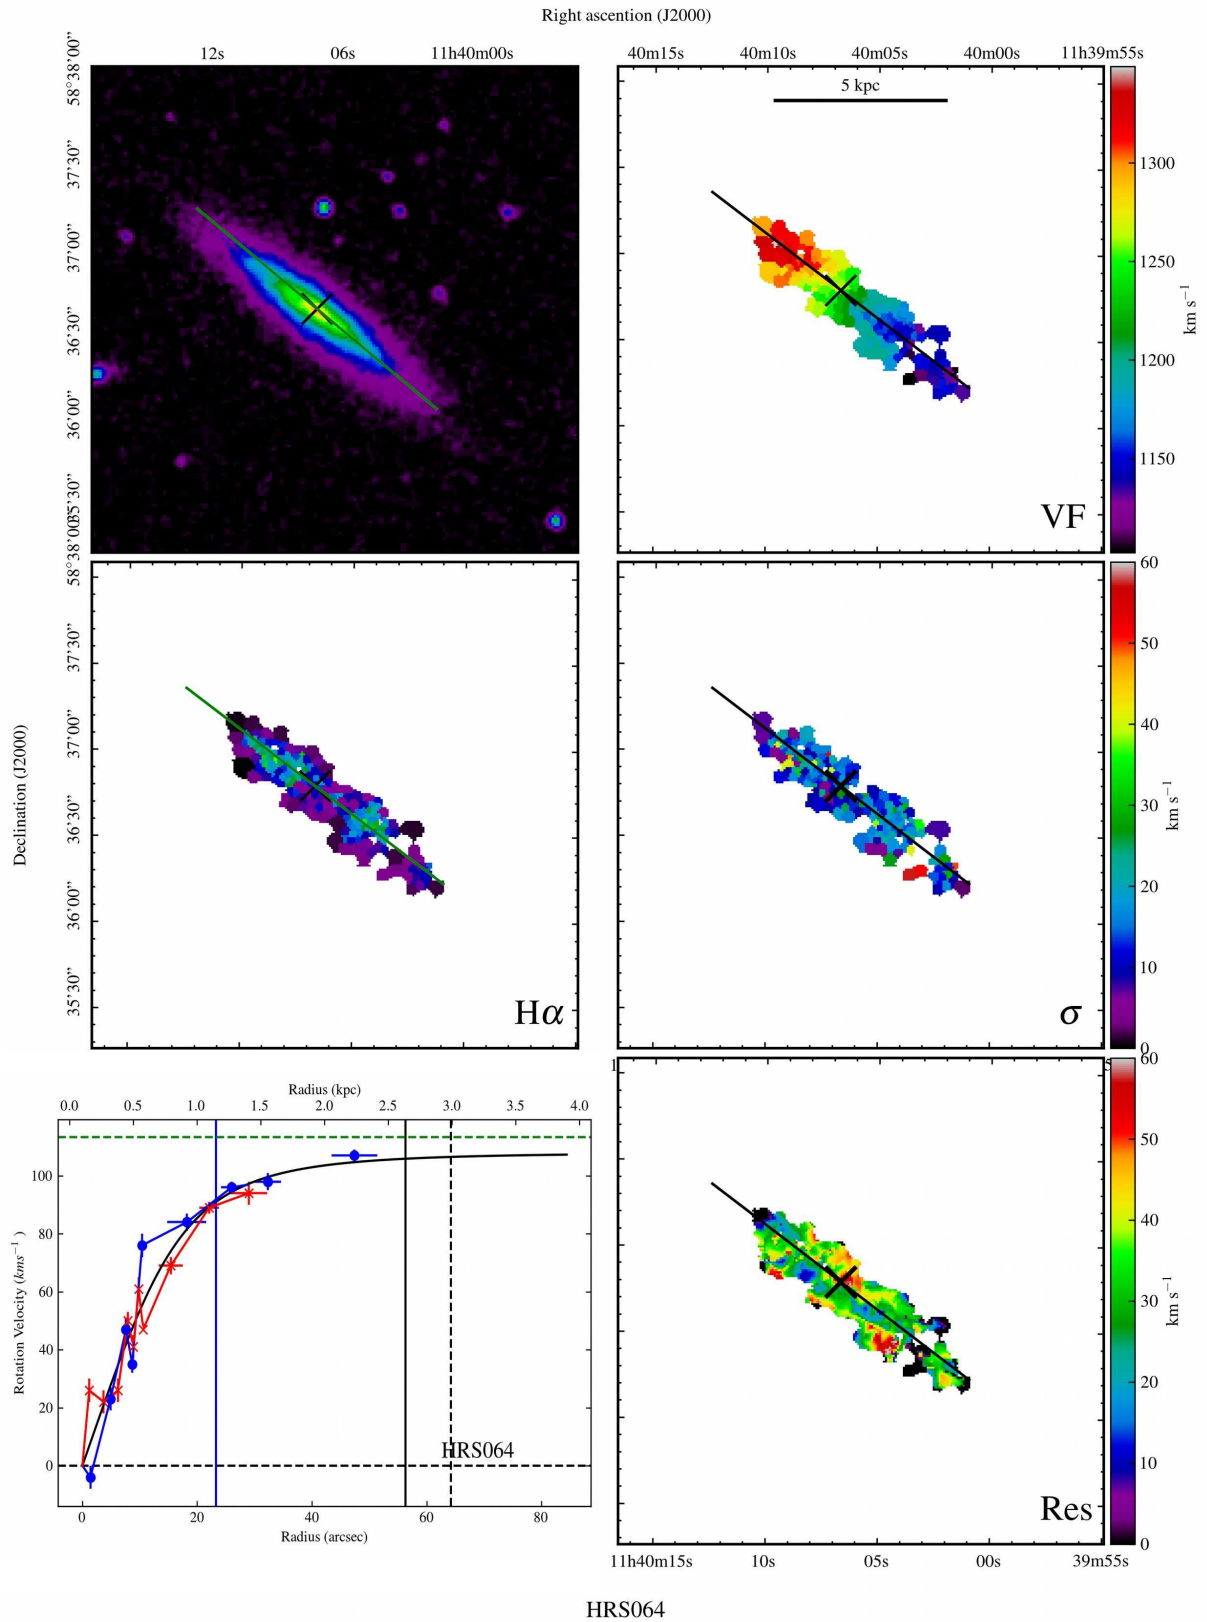 Right ascention (J2000)
12s 06s 11h40m00s
40m15s 40m10s 40m05s 40m00s 11h39m55s
58°38'00”
37'30”
37'00”
36'30”
36'00”
35'30”
5 kpc
VF
1300
1250
1200
1150
km s⁻¹
Declination (J2000)
58°38'00”
37'30”
37'00”
36'30”
36'00”
35'30”
Hα
σ
60
50
40
30
20
10
0
km s⁻¹
Radius (kpc)
0.0 0.5 1.0 1.5 2.0 2.5 3.0 3.5 4.0
Rotation Velocity (kms⁻¹ )
100
80
60
40
20
0
HRS064
0 20 40 60 80
Radius (arcsec)
Res
60
50
40
30
20
10
0
km s⁻¹
11h40m15s 10s 05s 00s 39m55s
HRS064